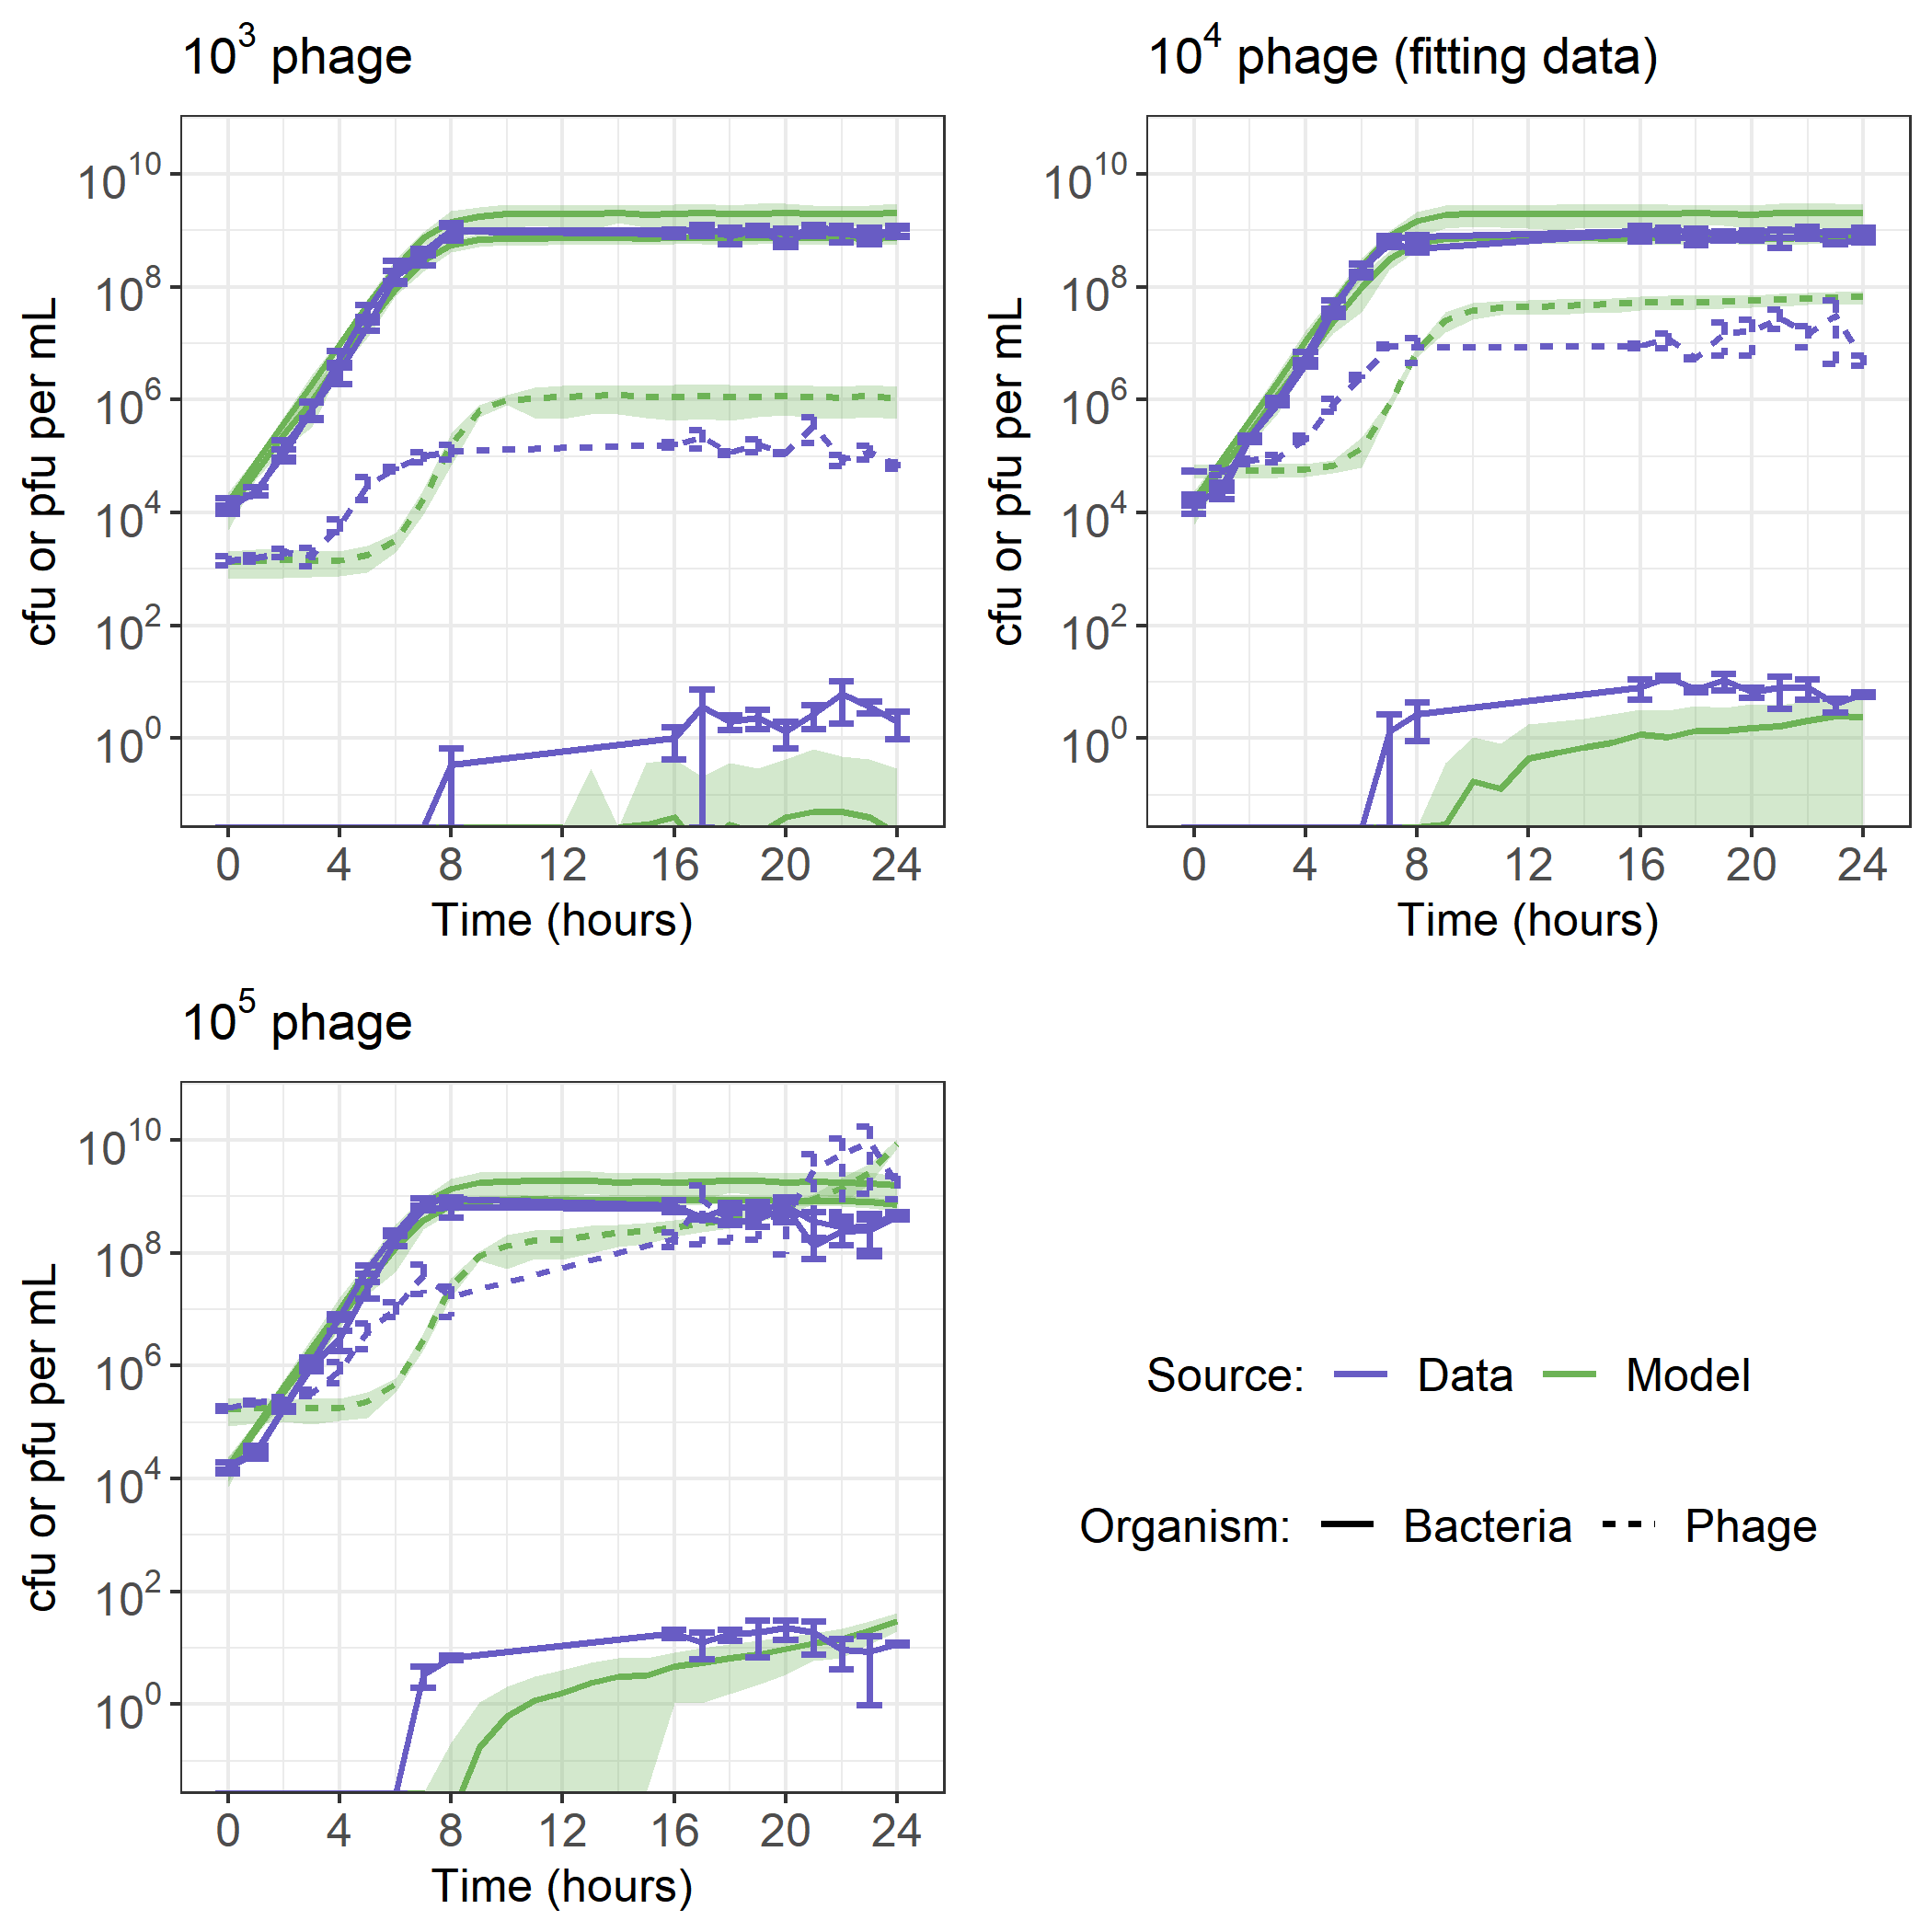 10³ phage
10⁴ phage (fitting data)
cfu or pfu per mL
10¹⁰
10⁸
10⁶
10⁴
10²
10⁰
0 4 8 12 16 20 24
Time (hours)
cfu or pfu per mL
10¹⁰
10⁸
10⁶
10⁴
10²
10⁰
0 4 8 12 16 20 24
Time (hours)
10⁵ phage
cfu or pfu per mL
10¹⁰
10⁸
10⁶
10⁴
10²
10⁰
0 4 8 12 16 20 24
Time (hours)
Source: Data Model
Organism: Bacteria Phage